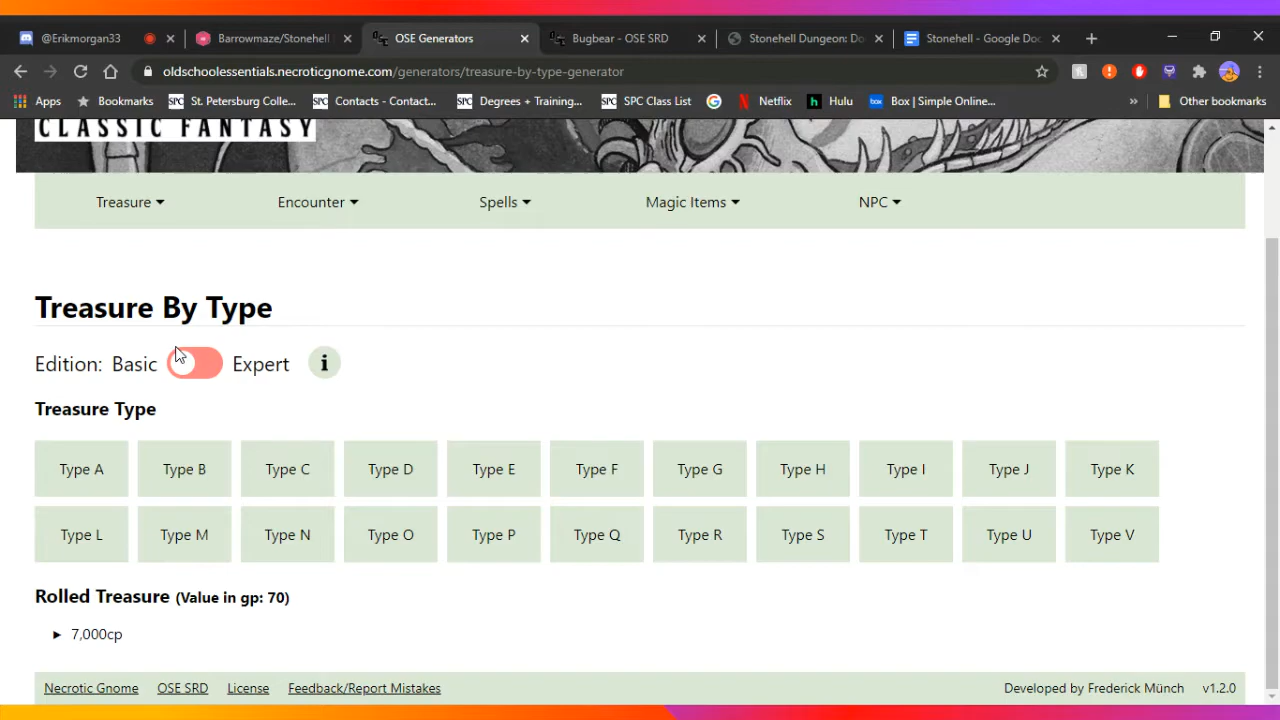 @Erikmorgan33
Barrowmaze/Stonehell
OSE Generators
Bugbear - OSE SRD
Stonehell Dungeon: Do
Stonehell - Google Doc
oldschoolessentials.necroticgnome.com/generators/treasure-by-type-generator
Apps
Bookmarks
SPC St. Petersburg Colle...
SPC Contacts - Contact...
SPC Degrees + Training...
SPC SPC Class List
Netflix
Hulu
Box | Simple Online...
Other bookmarks
CLASSIC FANTASY
Treasure
Encounter
Spells
Magic Items
NPC
Treasure By Type
Edition: Basic Expert i
Treasure Type
Type A Type B Type C Type D Type E Type F Type G Type H Type I Type J Type K
Type L Type M Type N Type O Type P Type Q Type R Type S Type T Type U Type V
Rolled Treasure (Value in gp: 70)
7,000cp
Necrotic Gnome OSE SRD License Feedback/Report Mistakes Developed by Frederick Münch v1.2.0